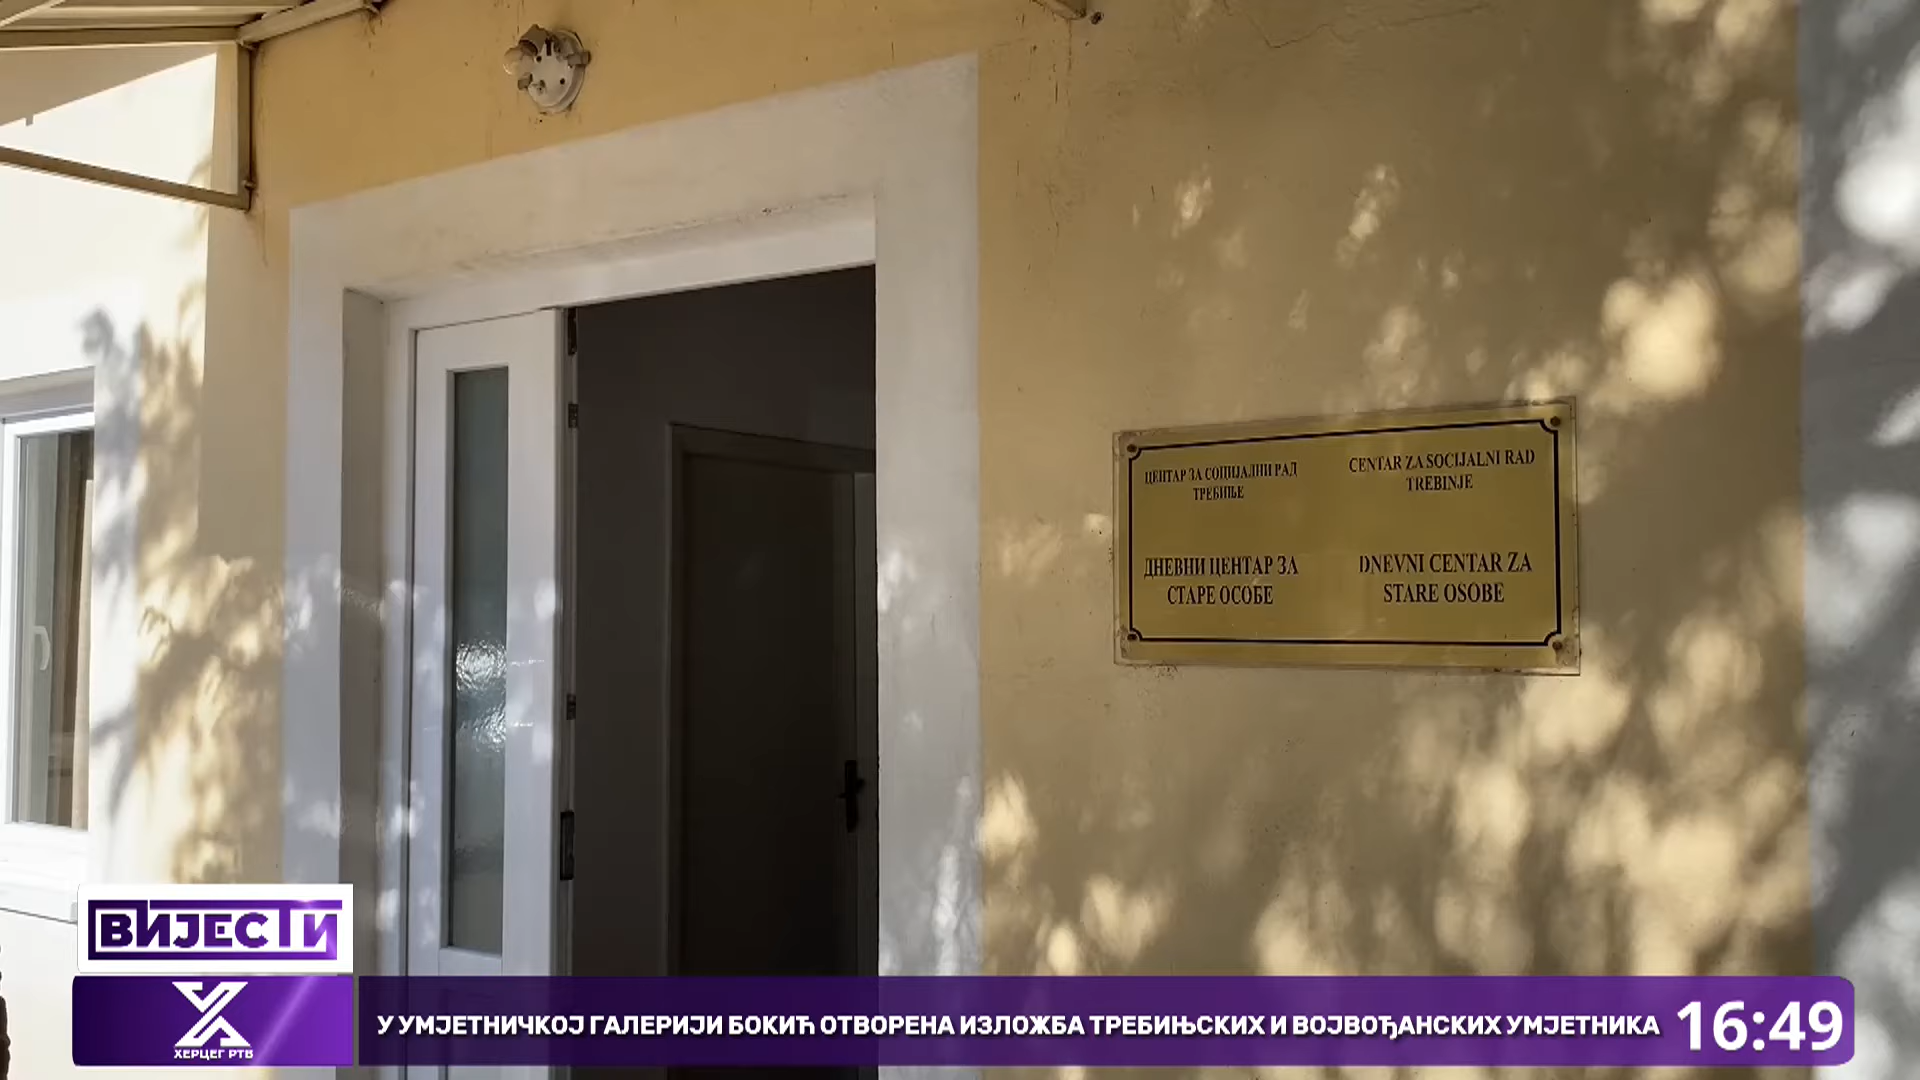 ЦЕНТАР ЗА СОЦИЈАЛНИ РАД
ТРЕБИЊЕ
CENTAR ZA SOCIJALNI RAD
TREBINJE
ДНЕВНИ ЦЕНТАР ЗА
СТАРЕ ОСОБЕ
DNEVNI CENTAR ZA
STARE OSOBE
ВИЈЕСТИ
ХЕРЦЕГ РТВ
У УМЈЕТНИЧКОЈ ГАЛЕРИЈИ БОКИЋ ОТВОРЕНА ИЗЛОЖБА ТРЕБИЊСКИХ И ВОЈВОЂАНСКИХ УМЈЕТНИКА
16:49